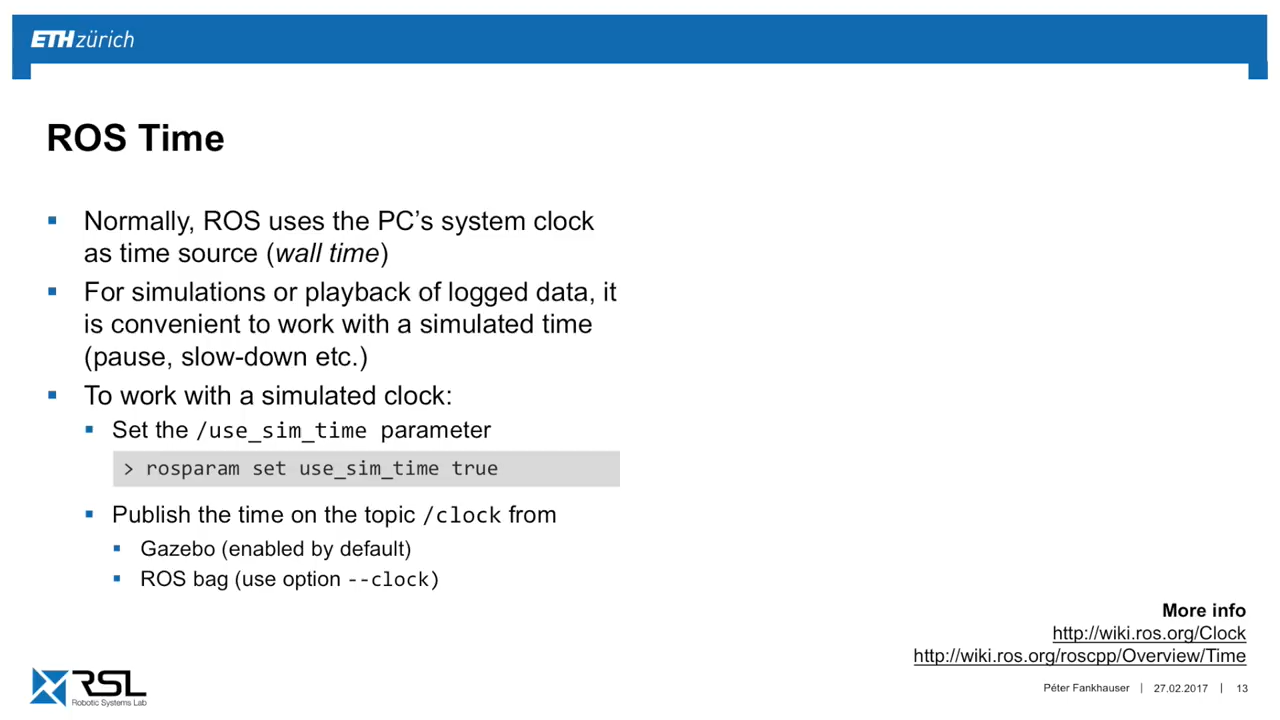 ETH zürich
ROS Time
Normally, ROS uses the PC’s system clock
as time source (wall time)
For simulations or playback of logged data, it
is convenient to work with a simulated time
(pause, slow-down etc.)
To work with a simulated clock:
Set the /use_sim_time parameter
> rosparam set use_sim_time true
Publish the time on the topic /clock from
Gazebo (enabled by default)
ROS bag (use option --clock)
More info
http://wiki.ros.org/Clock
http://wiki.ros.org/roscpp/Overview/Time
RSL
Robotic Systems Lab
Péter Fankhauser | 27.02.2017 | 13